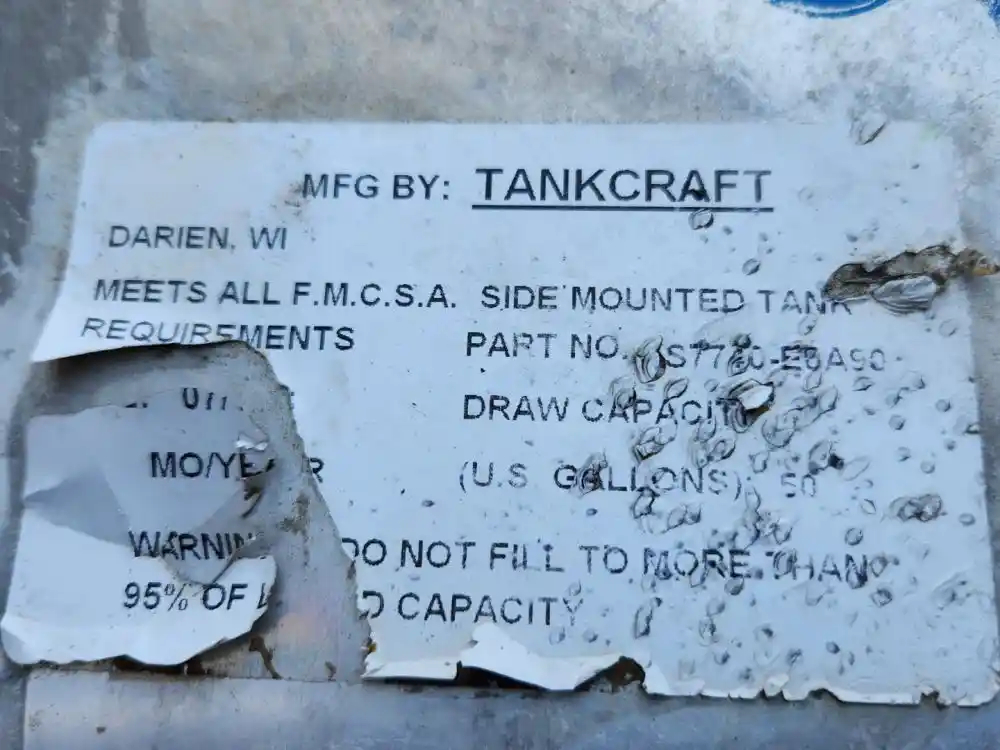 MFG BY: TANKCRAFT
DARIEN, WI
MEETS ALL F.M.C.S.A. SIDE MOUNTED TANK
REQUIREMENTS PART NO.
DRAW CAPACITY
MO/YEAR (U.S GALLONS): 50
WARNING DO NOT FILL TO MORE THAN
95% OF CAPACITY